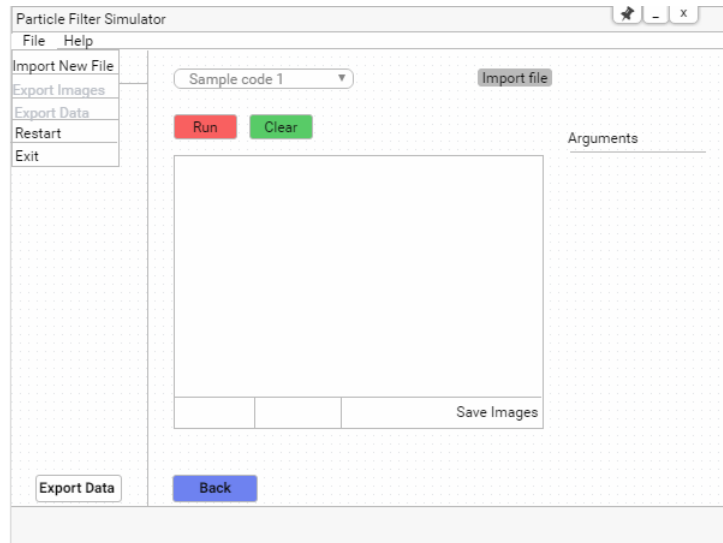 Particle Filter Simulator
_ x
File Help
Import New File
Export Images
Export Data
Restart
Exit
Sample code 1
Import file
Run Clear
Arguments
Save Images
Export Data
Back